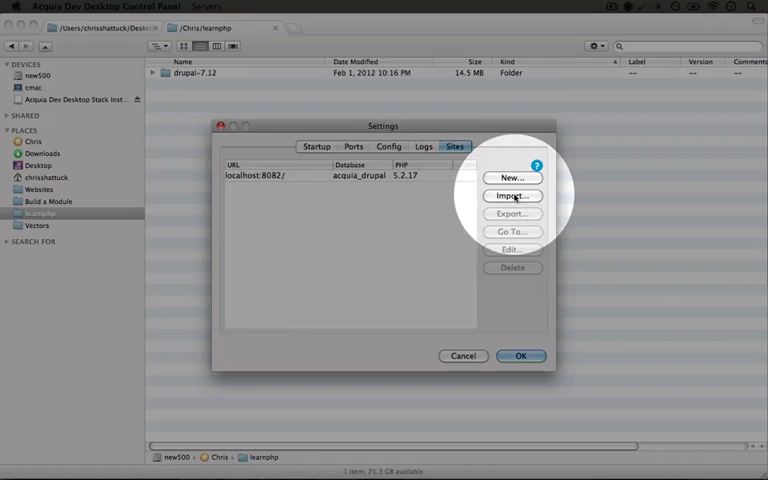 Acquia Dev Desktop Control Panel Servers
/Users/chrisshattuck/Deskto
/Chris/learnphp
Name Date Modified Size Kind Label Version Comments
DEVICES
new500
cmac
Acquia Dev Desktop Stack Inst...
SHARED
PLACES
Chris
Downloads
Desktop
chrisshattuck
Websites
Build a Module
learnphp
Vectors
SEARCH FOR
drupal-7.12 Feb 1, 2012 10:16 PM 14.5 MB Folder -- -- --
Settings
Startup Ports Config Logs Sites
URL Database PHP
localhost:8082/ acquia_drupal 5.2.17
?
New...
Import...
Export...
Go To...
Edit...
Delete
Cancel OK
new500 Chris learnphp
1 item, 71.3 GB available